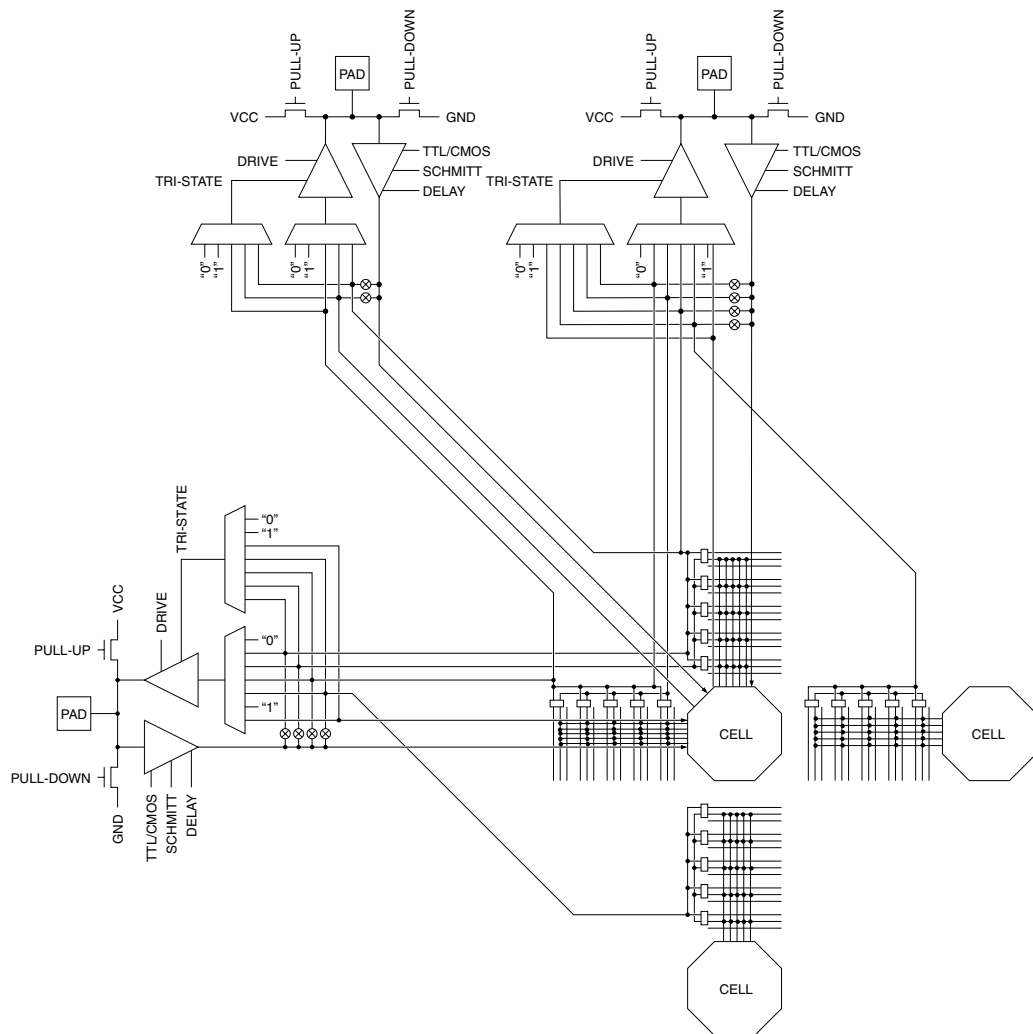 PULL-UP
PAD
PULL-DOWN
VCC
GND
DRIVE
TTL/CMOS
SCHMITT
TRI-STATE
DELAY
"0"
"1"
"0"
"1"
PULL-UP
PAD
PULL-DOWN
VCC
GND
DRIVE
TTL/CMOS
SCHMITT
TRI-STATE
DELAY
"0"
"1"
"0"
"1"
TRI-STATE
"0"
"1"
VCC
DRIVE
PULL-UP
"0"
PAD
"1"
PULL-DOWN
GND
TTL/CMOS
SCHMITT
DELAY
CELL
CELL
CELL